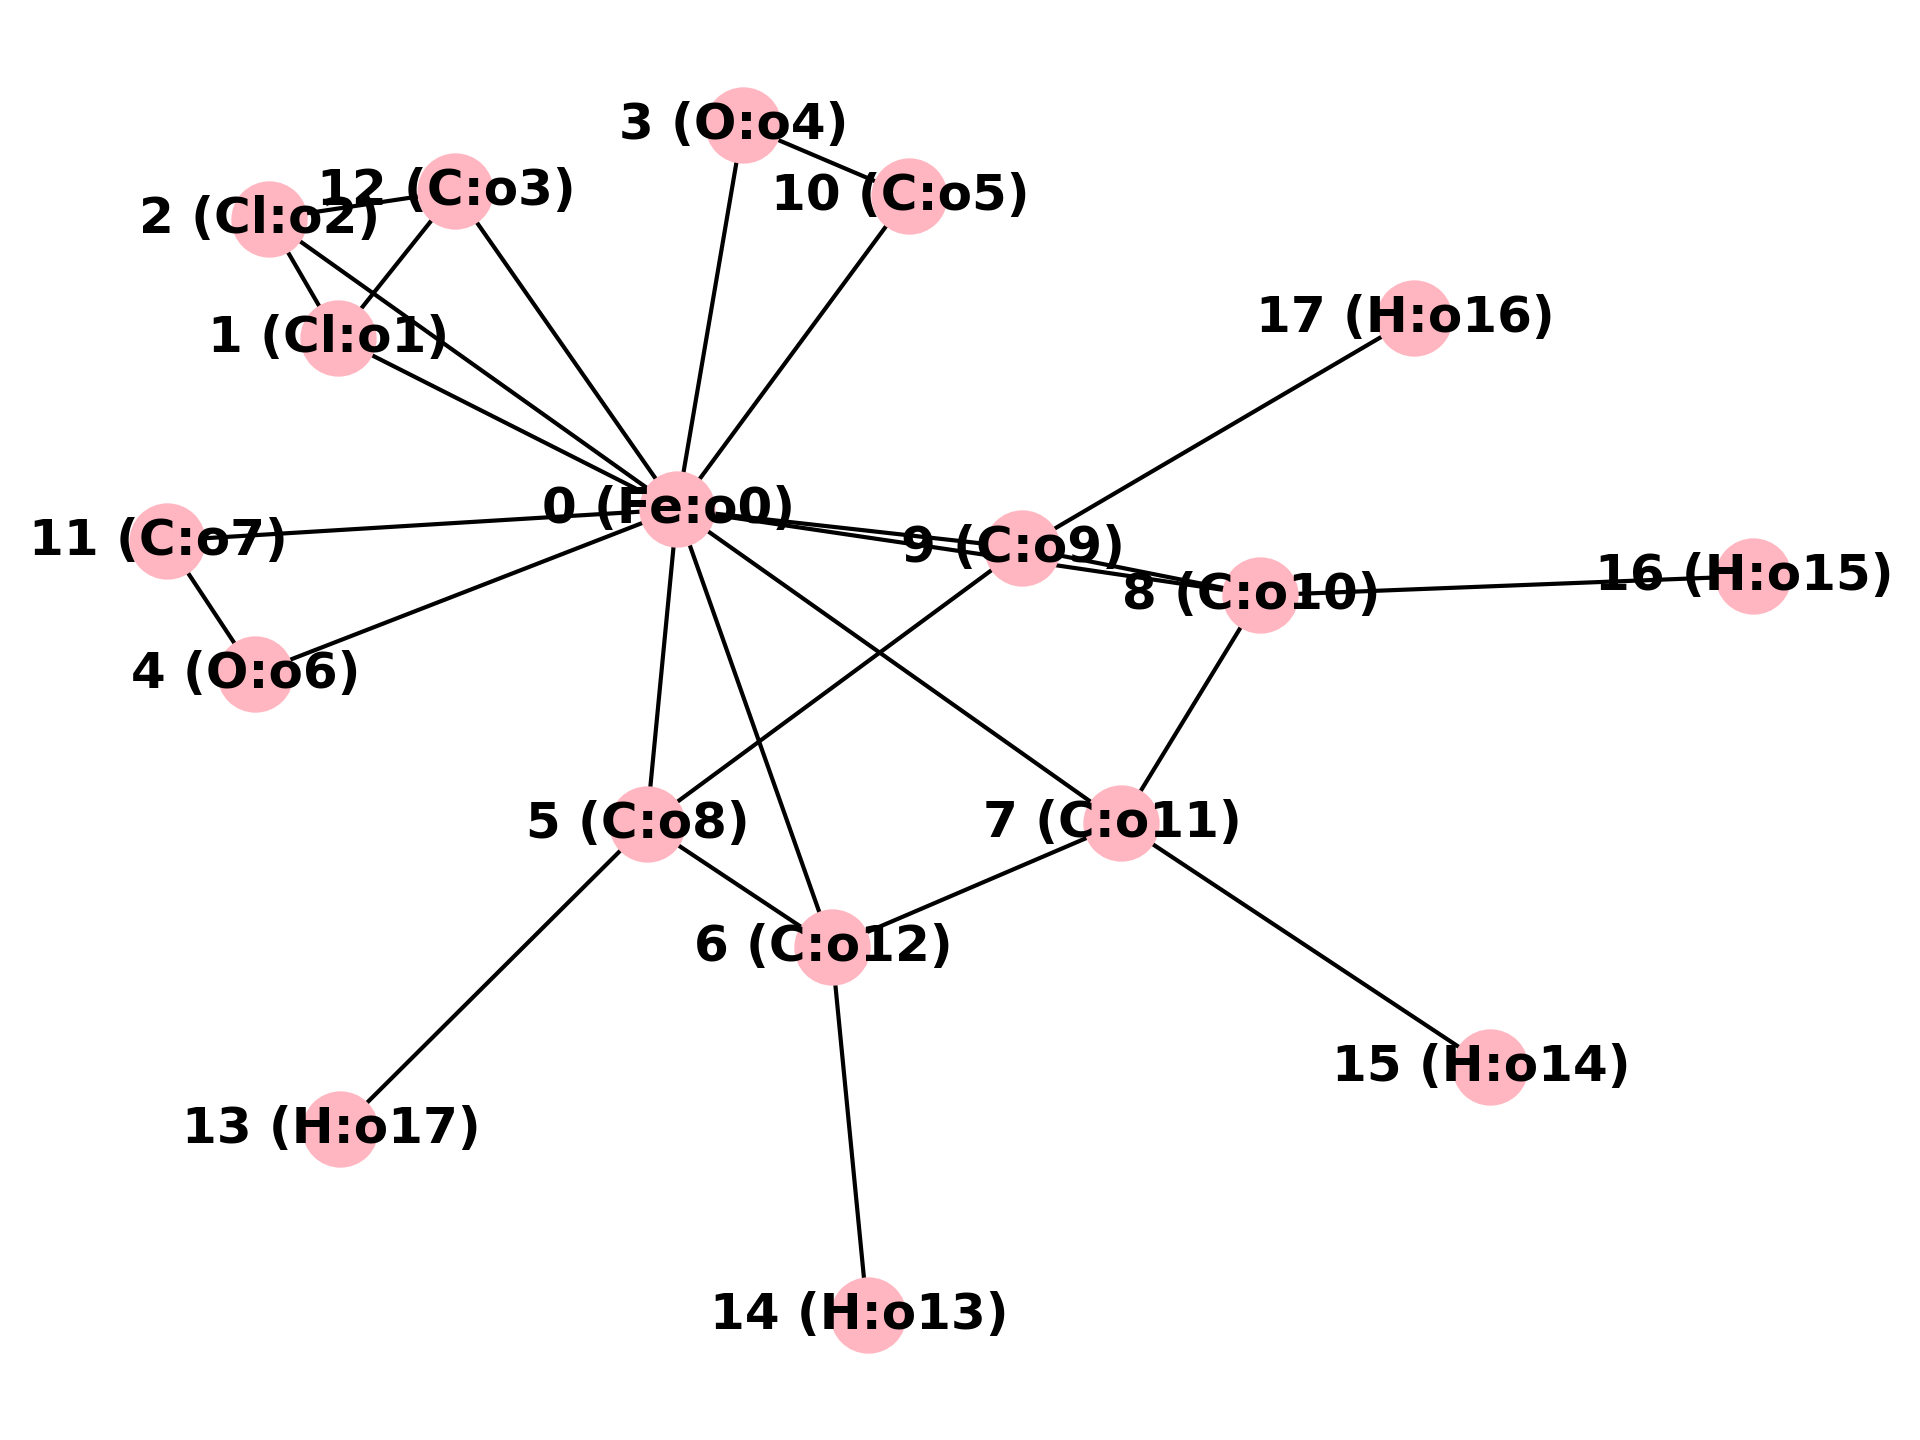 3 (O:o4)
12 (C:o3)
10 (C:o5)
2 (Cl:o2)
17 (H:o16)
1 (Cl:o1)
0 (Fe:o0)
11 (C:o7)
9 (C:o9)
16 (H:o15)
8 (C:o10)
4 (O:o6)
5 (C:o8)
7 (C:o11)
6 (C:o12)
15 (H:o14)
13 (H:o17)
14 (H:o13)